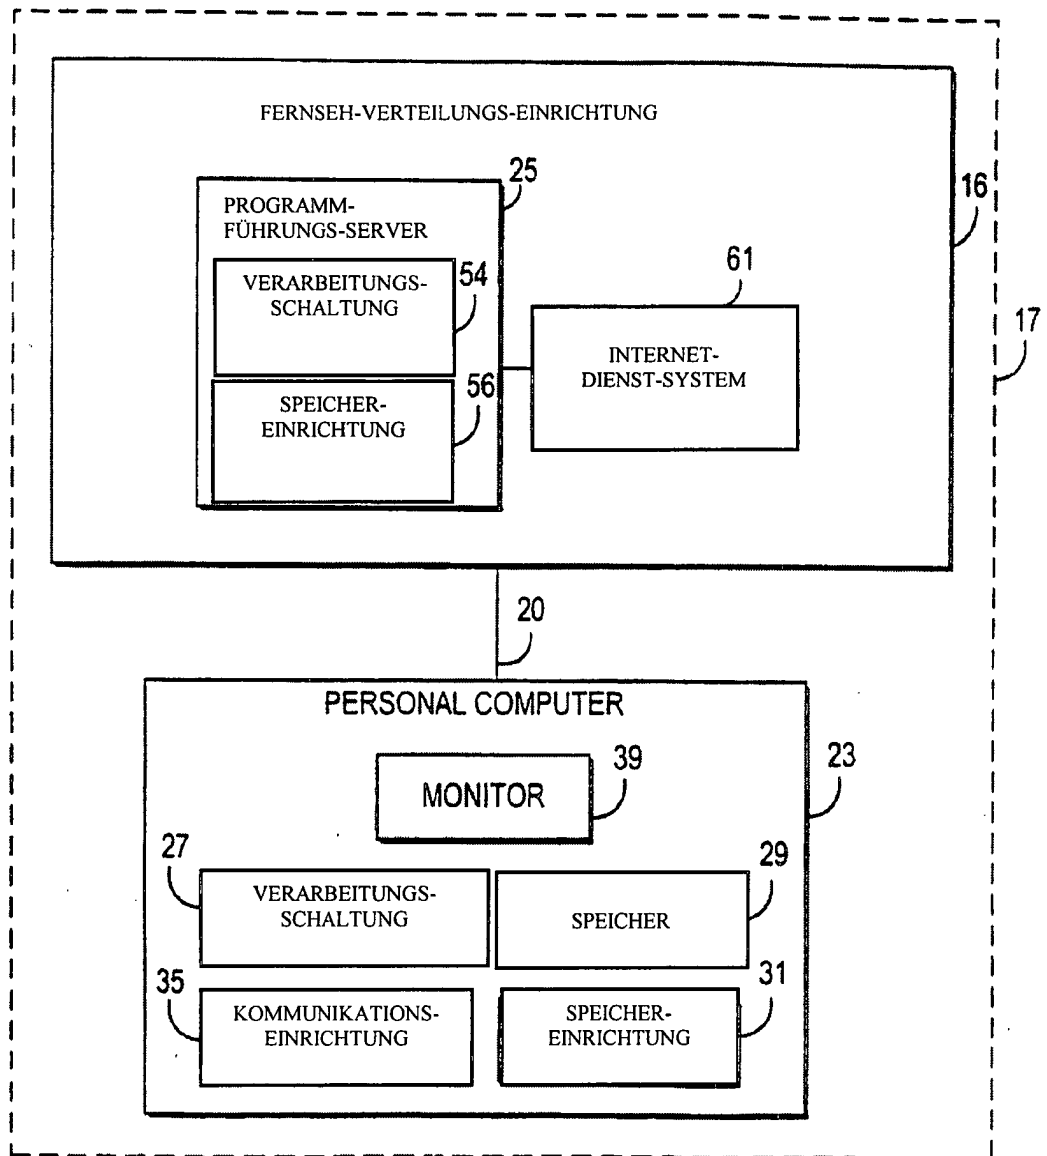 FERNSEH-VERTEILUNGS-EINRICHTUNG
25
16
PROGRAMM-
FÜHRUNGS-SERVER
61
17
VERARBEITUNGS-
SCHALTUNG
54
INTERNET-
DIENST-SYSTEM
SPEICHER-
EINRICHTUNG
56
20
PERSONAL COMPUTER
39
23
MONITOR
27
29
VERARBEITUNGS-
SCHALTUNG
SPEICHER
35
31
KOMMUNIKATIONS-
EINRICHTUNG
SPEICHER-
EINRICHTUNG